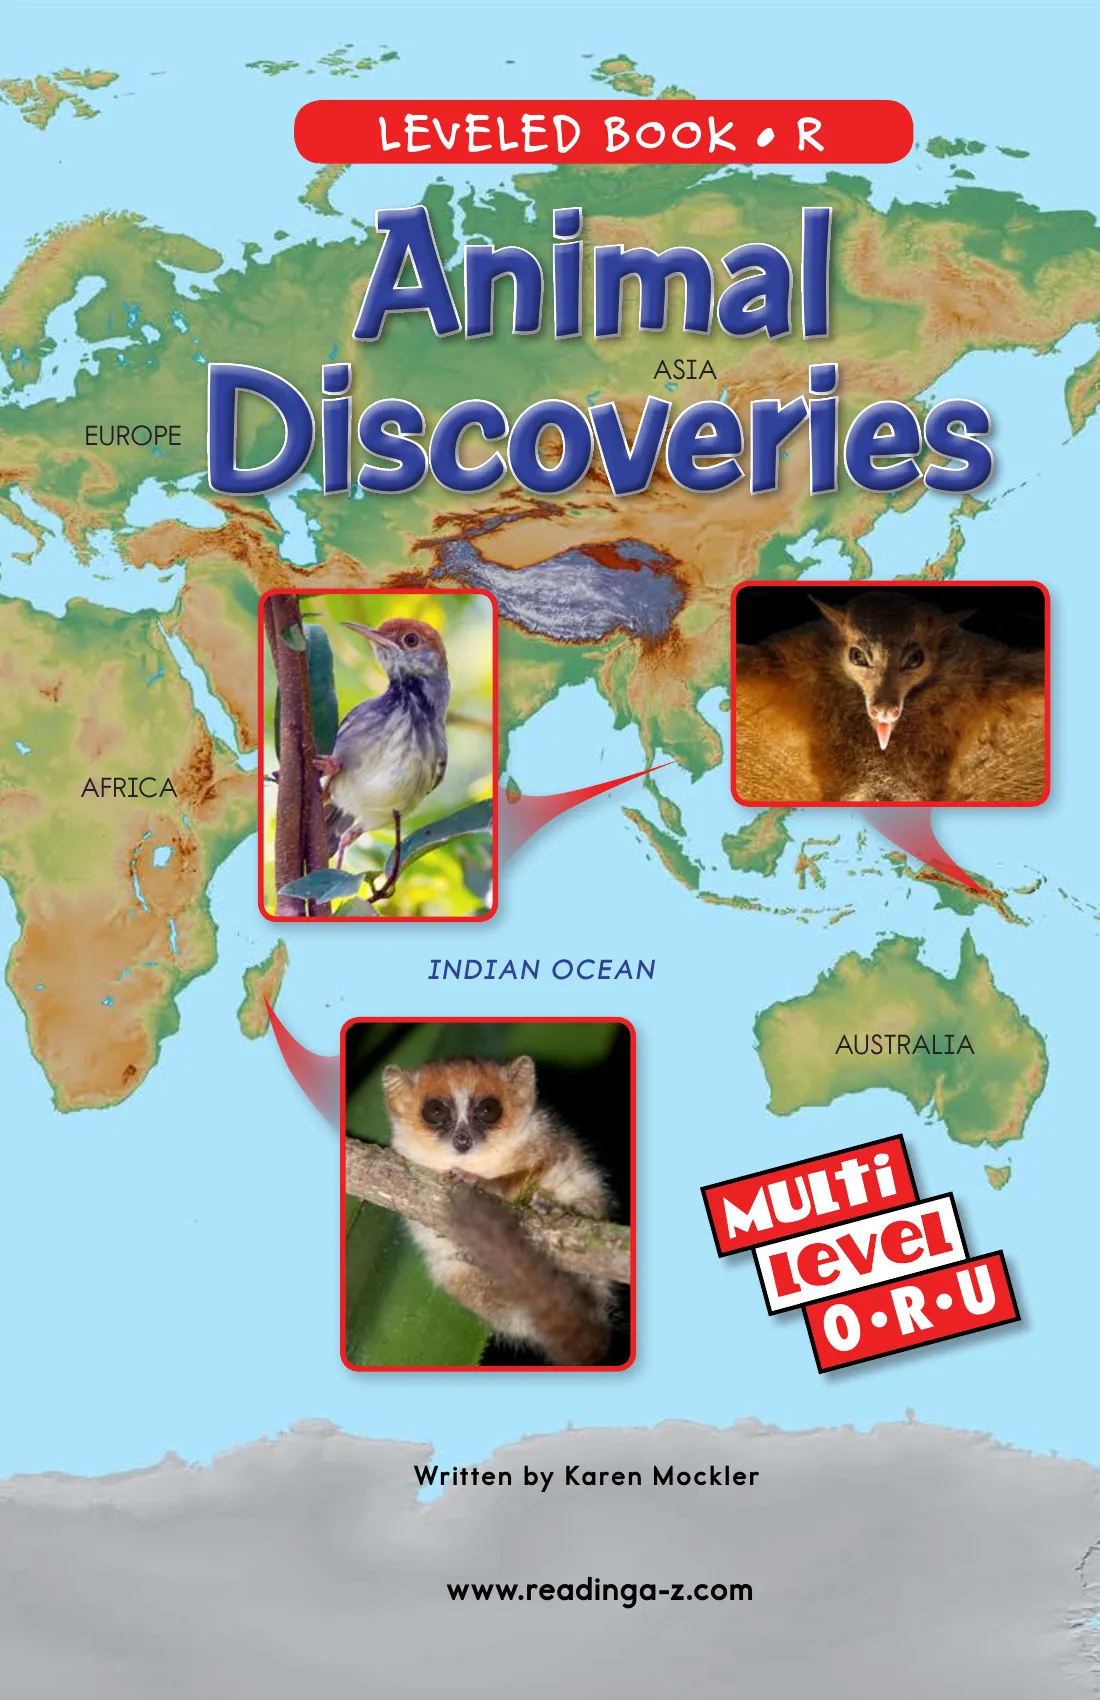 LEVELED BOOK • R
Animal
Discoveries
ASIA
EUROPE
AFRICA
INDIAN OCEAN
AUSTRALIA
MULTI
LEVEL
O•R•U
Written by Karen Mockler
www.readinga-z.com